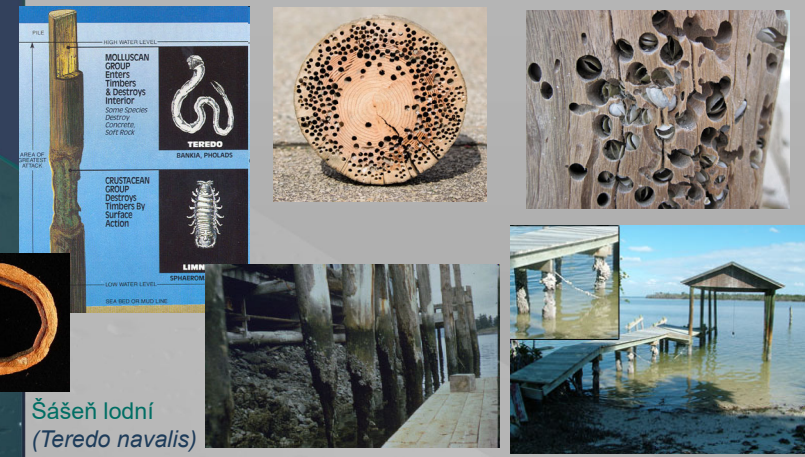 PILE
HIGH WATER LEVEL
MOLLUSCAN
GROUP
Enters
Timbers
& Destroys
Interior
Some Species
Destroy
Concrete,
Soft Rock
TEREDO
BANKIA, PHOLADS
AREA OF
GREATEST
ATTACK
CRUSTACEAN
GROUP
Destroys
Timbers By
Surface
Action
LIMN
SPHAEROM
LOW WATER LEVEL
SEA BED OR MUD LINE
Šášeň lodní
(Teredo navalis)